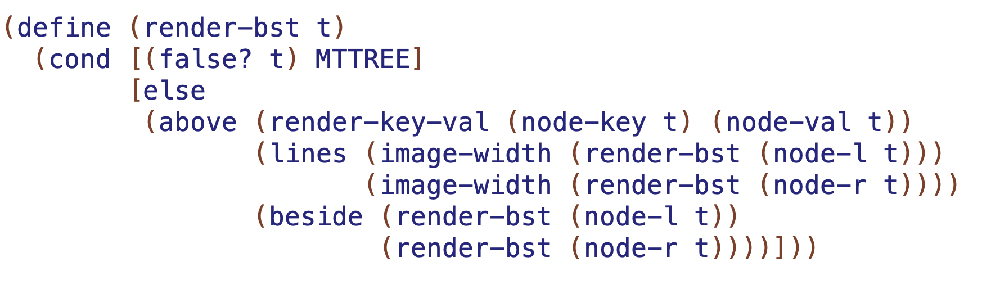 (define (render-bst t)
  (cond [(false? t) MTTREE]
        [else
         (above (render-key-val (node-key t) (node-val t))
                (lines (image-width (render-bst (node-l t)))
                       (image-width (render-bst (node-r t))))
                (beside (render-bst (node-l t))
                        (render-bst (node-r t))))]))